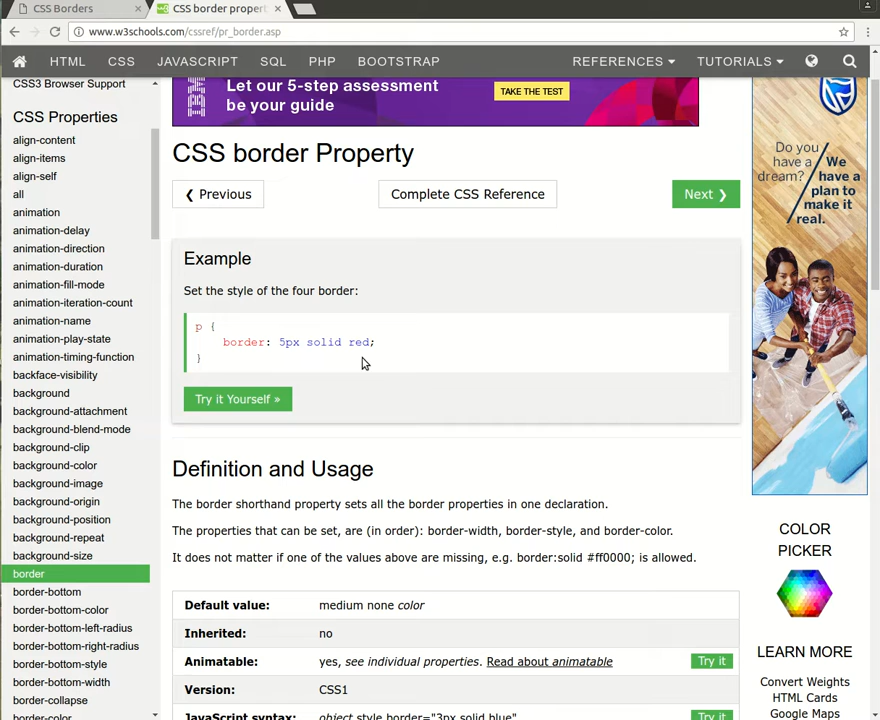 CSS Borders
CSS border propert
www.w3schools.com/cssref/pr_border.asp
HTML CSS JAVASCRIPT SQL PHP BOOTSTRAP REFERENCES TUTORIALS
CSS3 Browser Support
CSS Properties
align-content
align-items
align-self
all
animation
animation-delay
animation-direction
animation-duration
animation-fill-mode
animation-iteration-count
animation-name
animation-play-state
animation-timing-function
backface-visibility
background
background-attachment
background-blend-mode
background-clip
background-color
background-image
background-origin
background-position
background-repeat
background-size
border
border-bottom
border-bottom-color
border-bottom-left-radius
border-bottom-right-radius
border-bottom-style
border-bottom-width
border-collapse
border-color
IBM
Let our 5-step assessment
be your guide
TAKE THE TEST
CSS border Property
❮ Previous
Complete CSS Reference
Next ❯
Example
Set the style of the four border:
p {
border: 5px solid red;
}
Try it Yourself »
Definition and Usage
The border shorthand property sets all the border properties in one declaration.
The properties that can be set, are (in order): border-width, border-style, and border-color.
It does not matter if one of the values above are missing, e.g. border:solid #ff0000; is allowed.
Default value: medium none color
Inherited: no
Animatable: yes, see individual properties. Read about animatable Try it
Version: CSS1
JavaScript syntax: object.style.border="3px solid blue" Try it
Do you
have a
dream?
We
have a
plan to
make it
real.
COLOR
PICKER
LEARN MORE
Convert Weights
HTML Cards
Google Maps